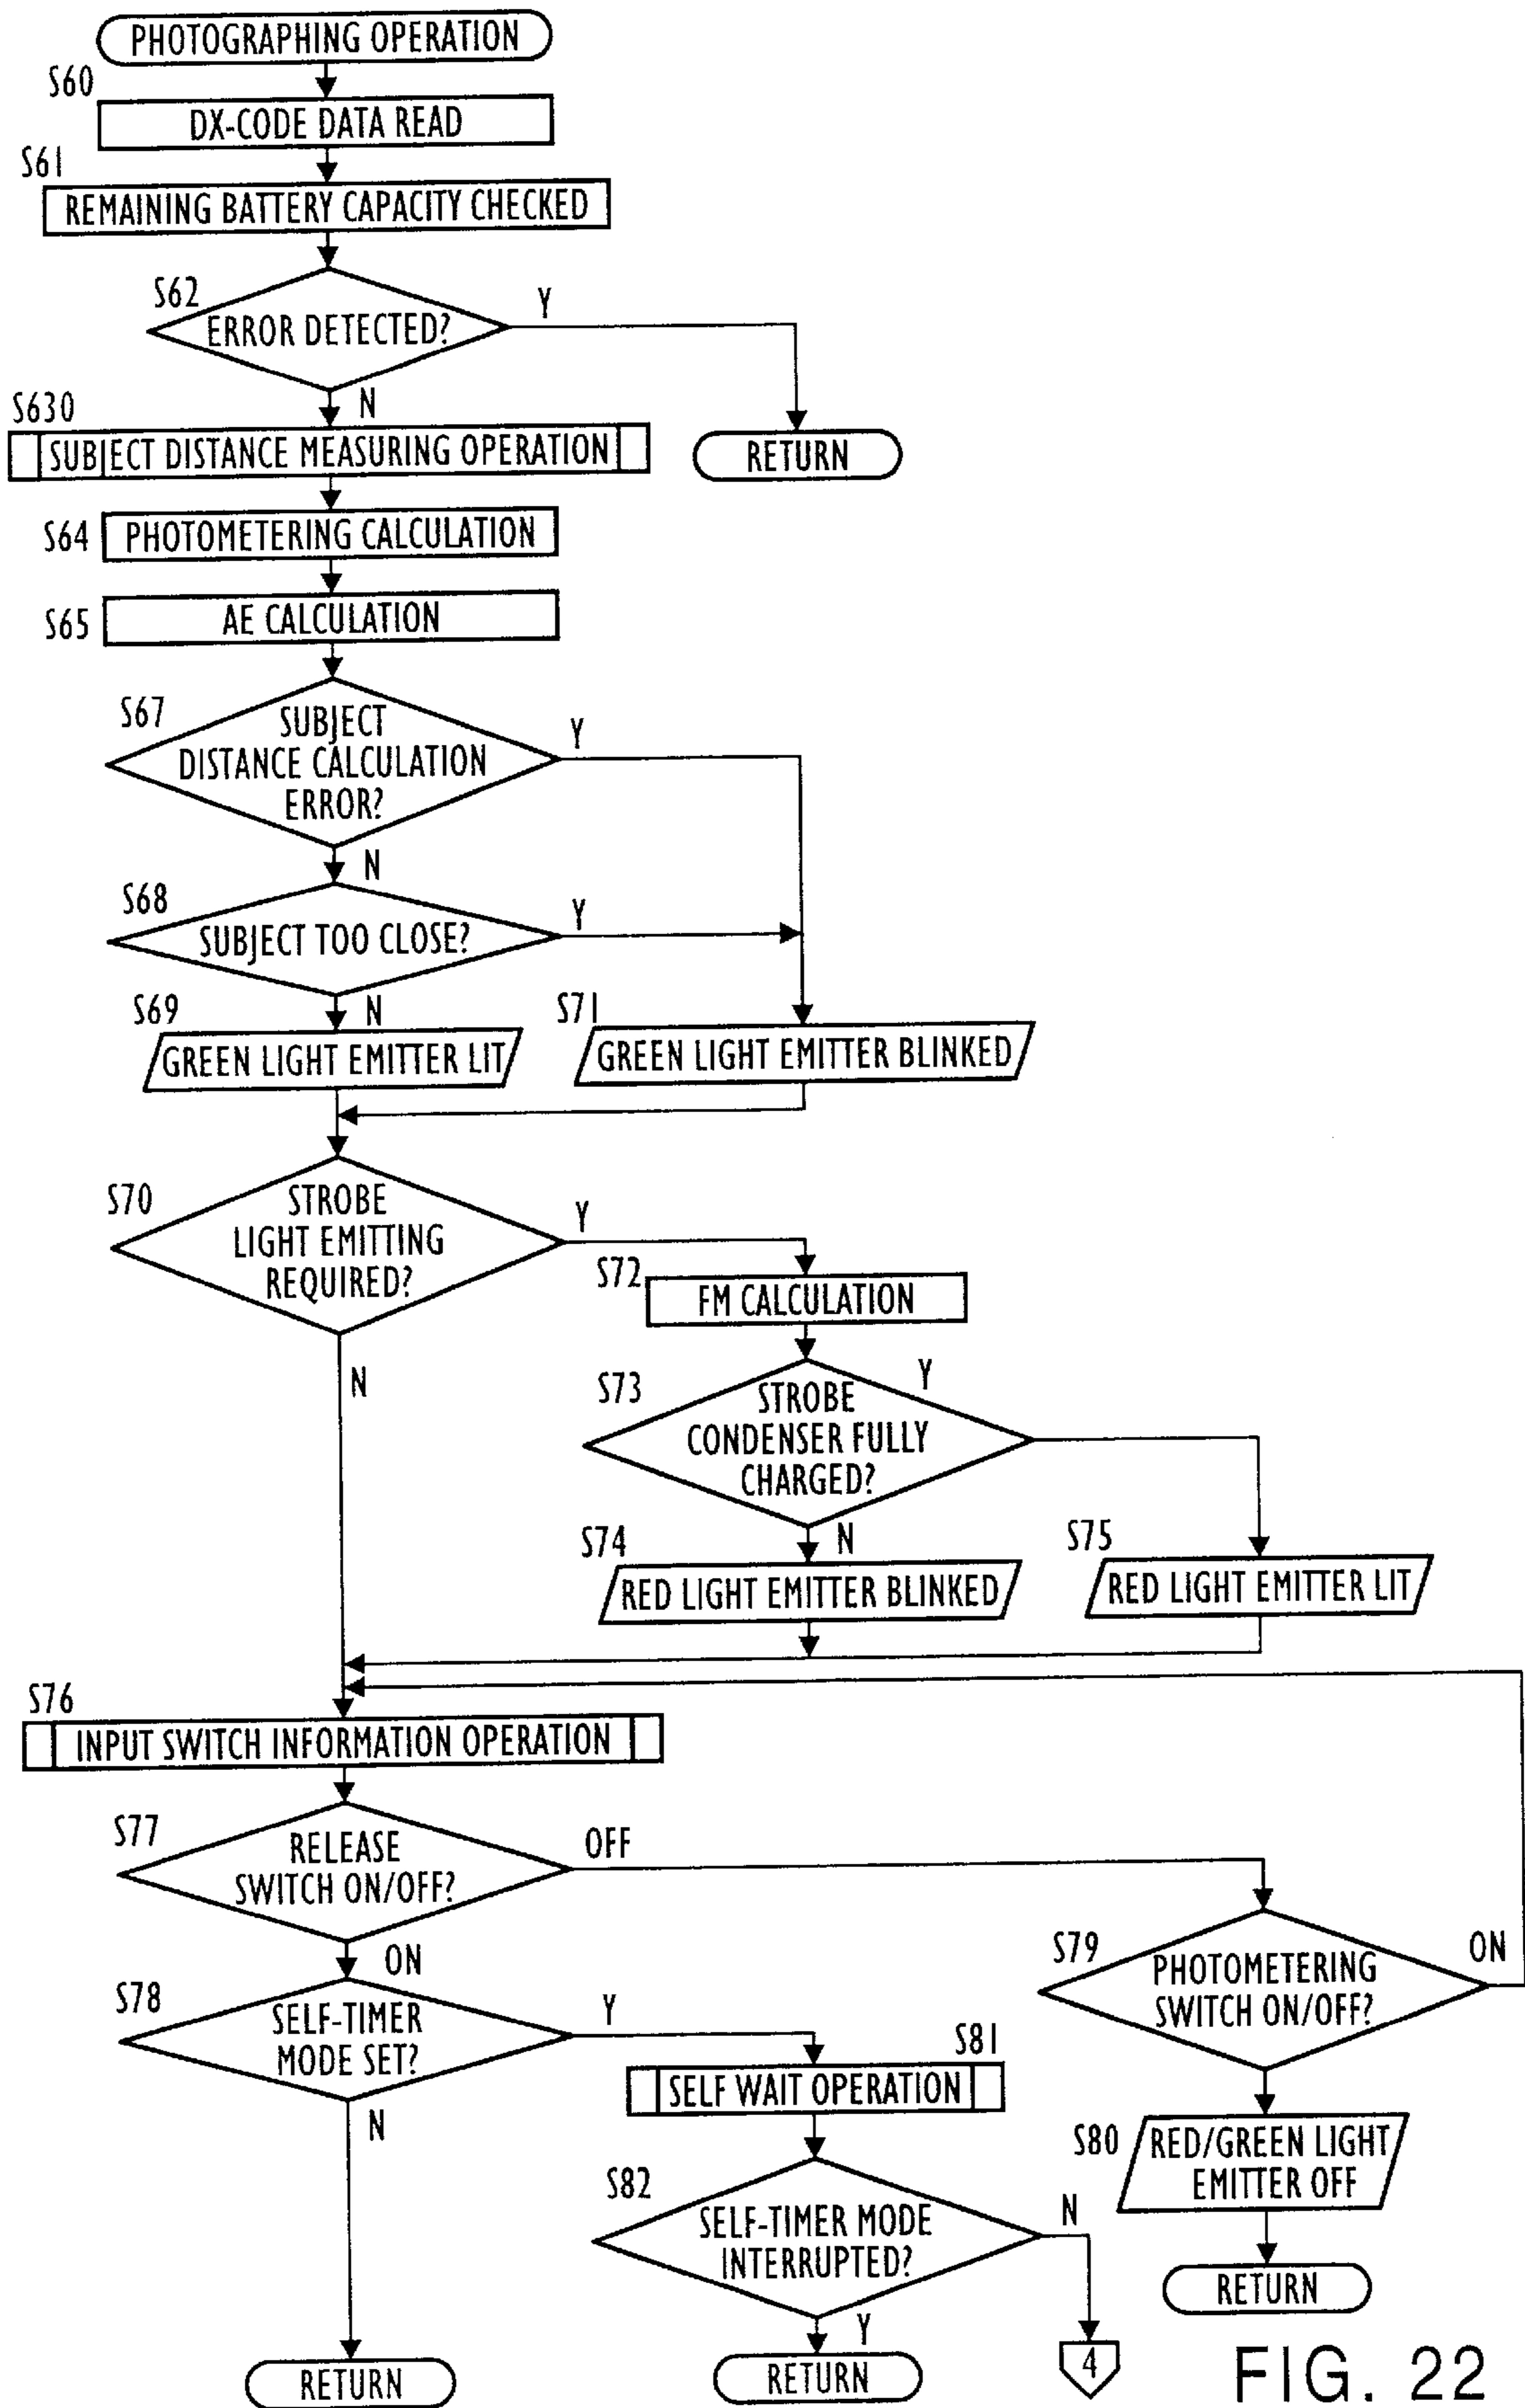 PHOTOGRAPHING OPERATION
S60
DX-CODE DATA READ
S61
REMAINING BATTERY CAPACITY CHECKED
S62
ERROR DETECTED?
Y
N
S630
SUBJECT DISTANCE MEASURING OPERATION
RETURN
S64
PHOTOMETERING CALCULATION
S65
AE CALCULATION
S67
SUBJECT
DISTANCE CALCULATION
ERROR?
Y
N
S68
SUBJECT TOO CLOSE?
Y
N
S69
GREEN LIGHT EMITTER LIT
S71
GREEN LIGHT EMITTER BLINKED
S70
STROBE
LIGHT EMITTING
REQUIRED?
Y
N
S72
FM CALCULATION
S73
STROBE
CONDENSER FULLY
CHARGED?
Y
N
S74
RED LIGHT EMITTER BLINKED
S75
RED LIGHT EMITTER LIT
S76
INPUT SWITCH INFORMATION OPERATION
S77
RELEASE
SWITCH ON/OFF?
OFF
ON
S78
SELF-TIMER
MODE SET?
Y
N
S79
PHOTOMETERING
SWITCH ON/OFF?
ON
S81
SELF WAIT OPERATION
S80
RED/GREEN LIGHT
EMITTER OFF
S82
SELF-TIMER MODE
INTERRUPTED?
N
Y
RETURN
RETURN
RETURN
4
FIG. 22